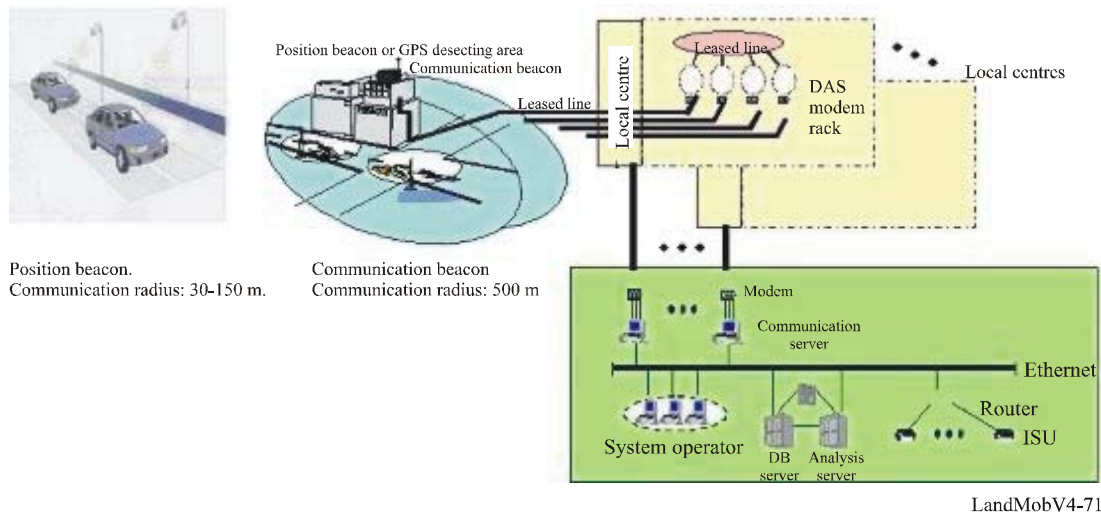 Position beacon or GPS desecting area
Communication beacon
Leased line
Local centre
Leased line
DAS
modem
rack
Local centres
Position beacon.
Communication radius: 30-150 m.
Communication beacon
Communication radius: 500 m
Modem
Communication
server
Ethernet
Router
ISU
System operator
DB
server
Analysis
server
LandMobV4-71